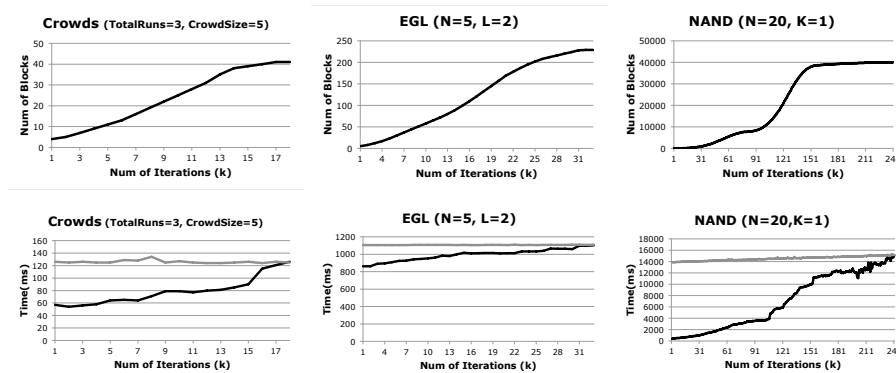 Crowds (TotalRuns=3, CrowdSize=5)
Num of Blocks
50
40
30
20
10
0
1 3 5 7 9 11 13 15 17
Num of Iterations (k)
EGL (N=5, L=2)
Num of Blocks
250
200
150
100
50
0
1 4 7 10 13 16 19 22 25 28 31
Num of Iterations (k)
NAND (N=20, K=1)
Num of Blocks
50000
40000
30000
20000
10000
0
1 31 61 91 121 151 181 211 24
Num of Iterations (k)
Crowds (TotalRuns=3, CrowdSize=5)
Time(ms)
160
140
120
100
80
60
40
20
0
1 3 5 7 9 11 13 15 17
Num of Iterations (k)
EGL (N=5, L=2)
Time(ms)
1200
1000
800
600
400
200
0
1 4 7 10 13 16 19 22 25 28 31
Num of Iterations (k)
NAND (N=20,K=1)
Time(ms)
18000
16000
14000
12000
10000
8000
6000
4000
2000
0
1 31 61 91 121 151 181 211 24
Num of Iterations (k)